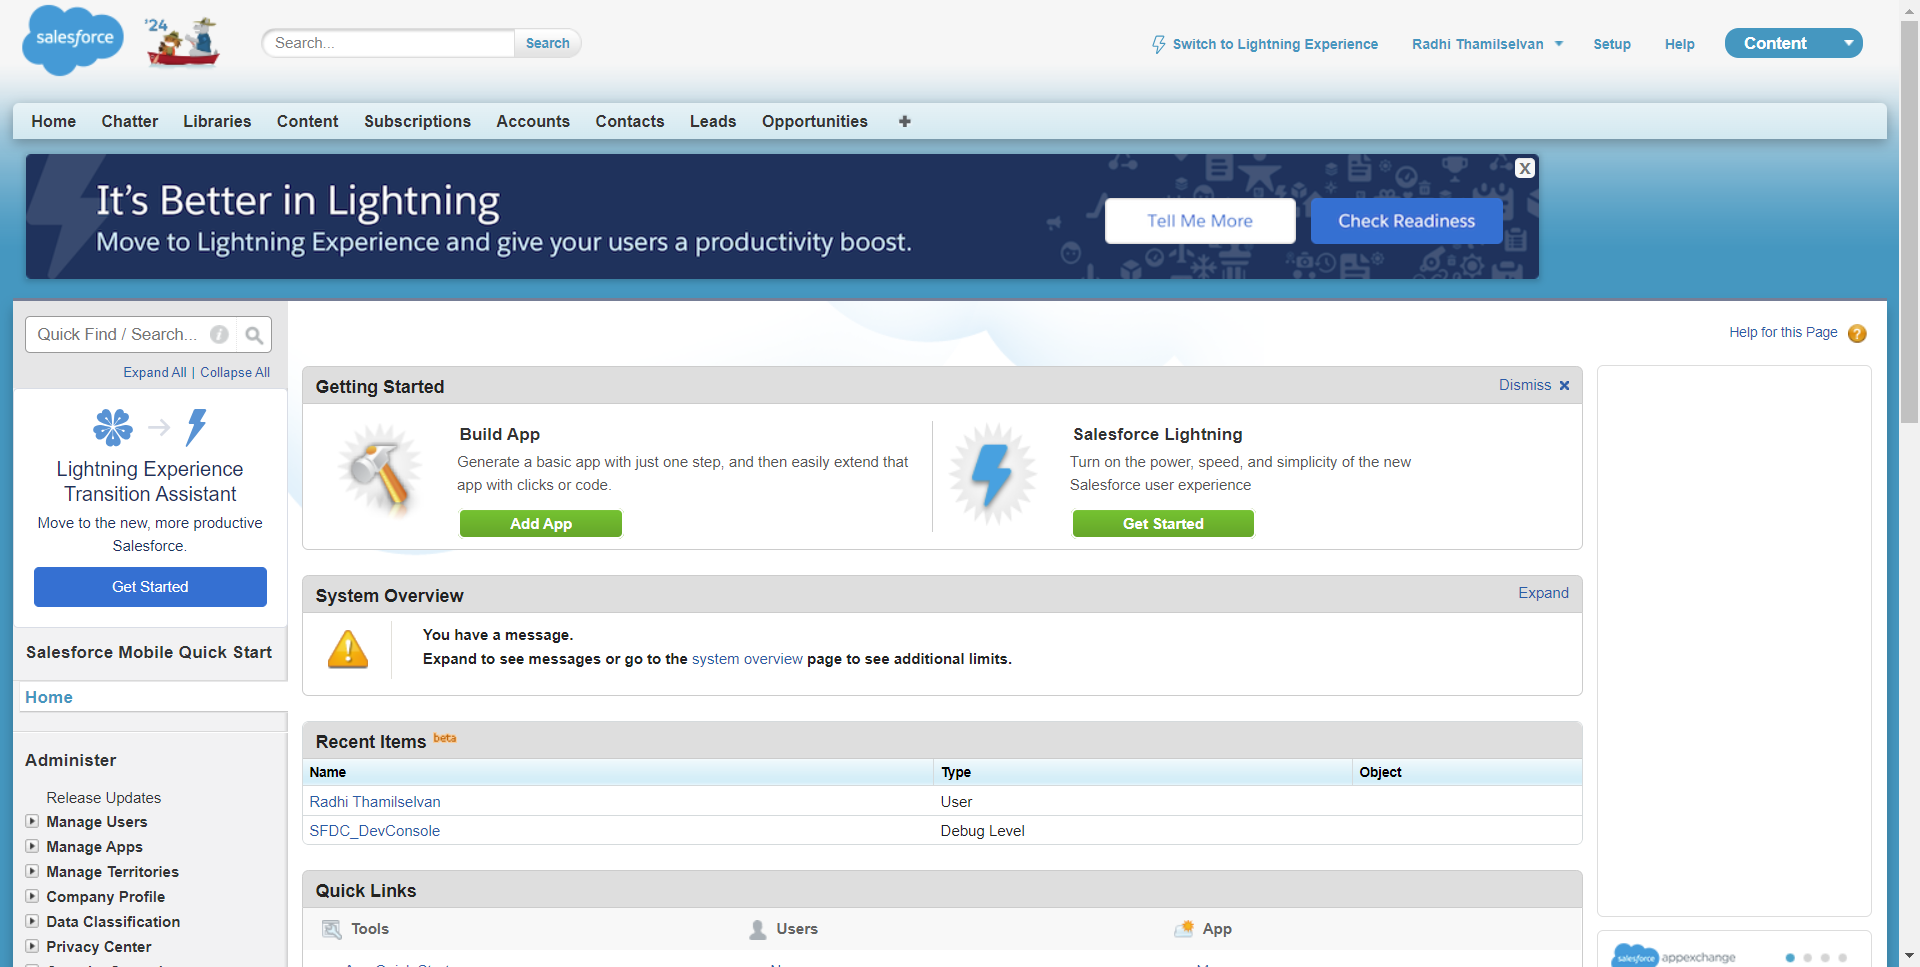 salesforce
'24
Search...
Search
Switch to Lightning Experience
Radhi Thamilselvan
Setup
Help
Content
Home
Chatter
Libraries
Content
Subscriptions
Accounts
Contacts
Leads
Opportunities
It's Better in Lightning
Move to Lightning Experience and give your users a productivity boost.
Tell Me More
Check Readiness
X
Quick Find / Search...
Expand All | Collapse All
Lightning Experience
Transition Assistant
Move to the new, more productive
Salesforce.
Get Started
Salesforce Mobile Quick Start
Home
Administer
Release Updates
Manage Users
Manage Apps
Manage Territories
Company Profile
Data Classification
Privacy Center
Help for this Page
Getting Started
Dismiss
Build App
Generate a basic app with just one step, and then easily extend that
app with clicks or code.
Add App
Salesforce Lightning
Turn on the power, speed, and simplicity of the new
Salesforce user experience
Get Started
System Overview
Expand
You have a message.
Expand to see messages or go to the system overview page to see additional limits.
Recent Items beta
Name Type Object
Radhi Thamilselvan User
SFDC_DevConsole Debug Level
Quick Links
Tools
Users
App
salesforce appexchange